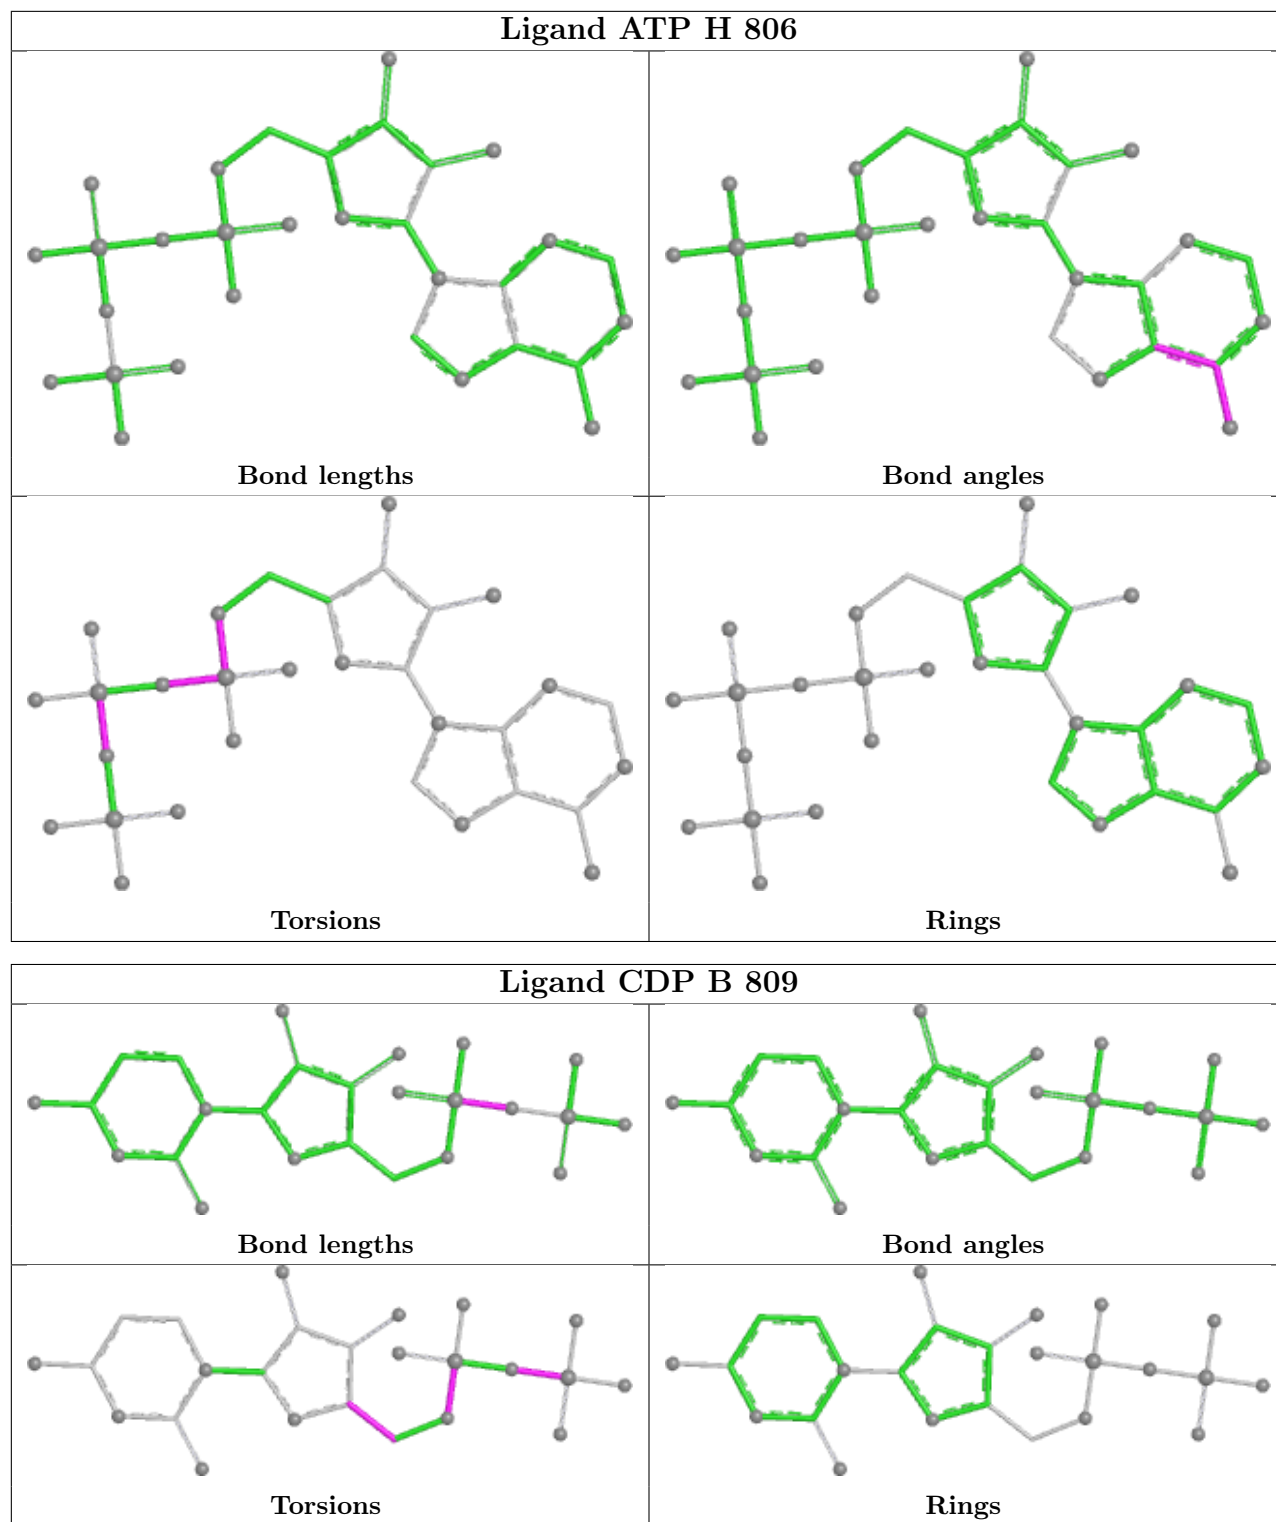 Ligand ATP H 806
Bond lengths
Bond angles
Torsions
Rings
Ligand CDP B 809
Bond lengths
Bond angles
Torsions
Rings